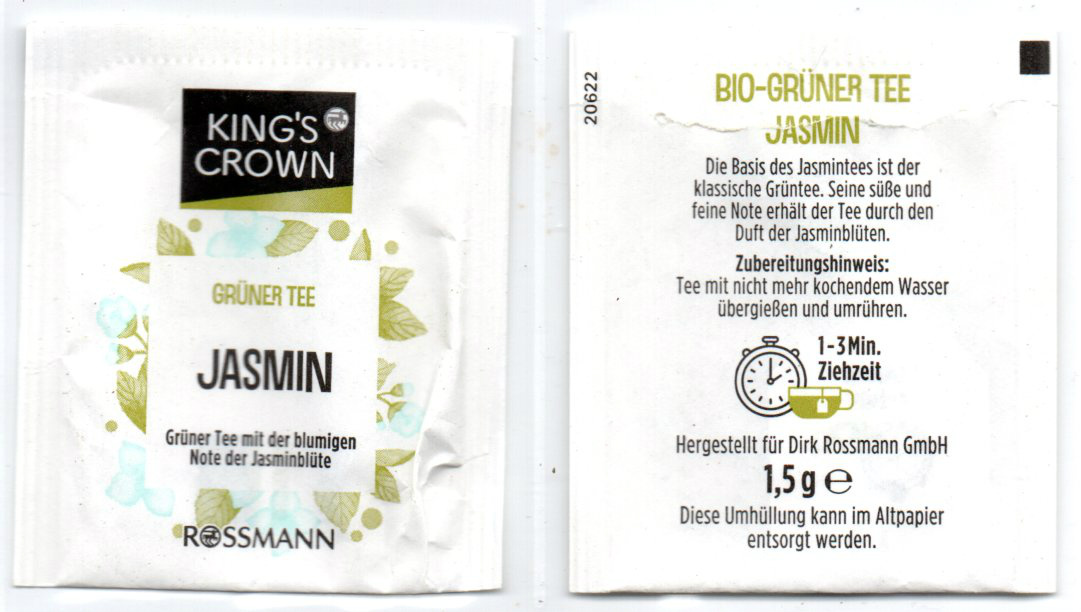 KING'S
CROWN
GRÜNER TEE
JASMIN
Grüner Tee mit der blumigen
Note der Jasminblüte
ROSSMANN
20622
BIO-GRÜNER TEE
JASMIN
Die Basis des Jasmintees ist der
klassische Grüntee. Seine süße und
feine Note erhält der Tee durch den
Duft der Jasminblüten.
Zubereitungshinweis:
Tee mit nicht mehr kochendem Wasser
übergießen und umrühren.
1-3 Min.
Ziehzeit
Hergestellt für Dirk Rossmann GmbH
1,5 g ℮
Diese Umhüllung kann im Altpapier
entsorgt werden.